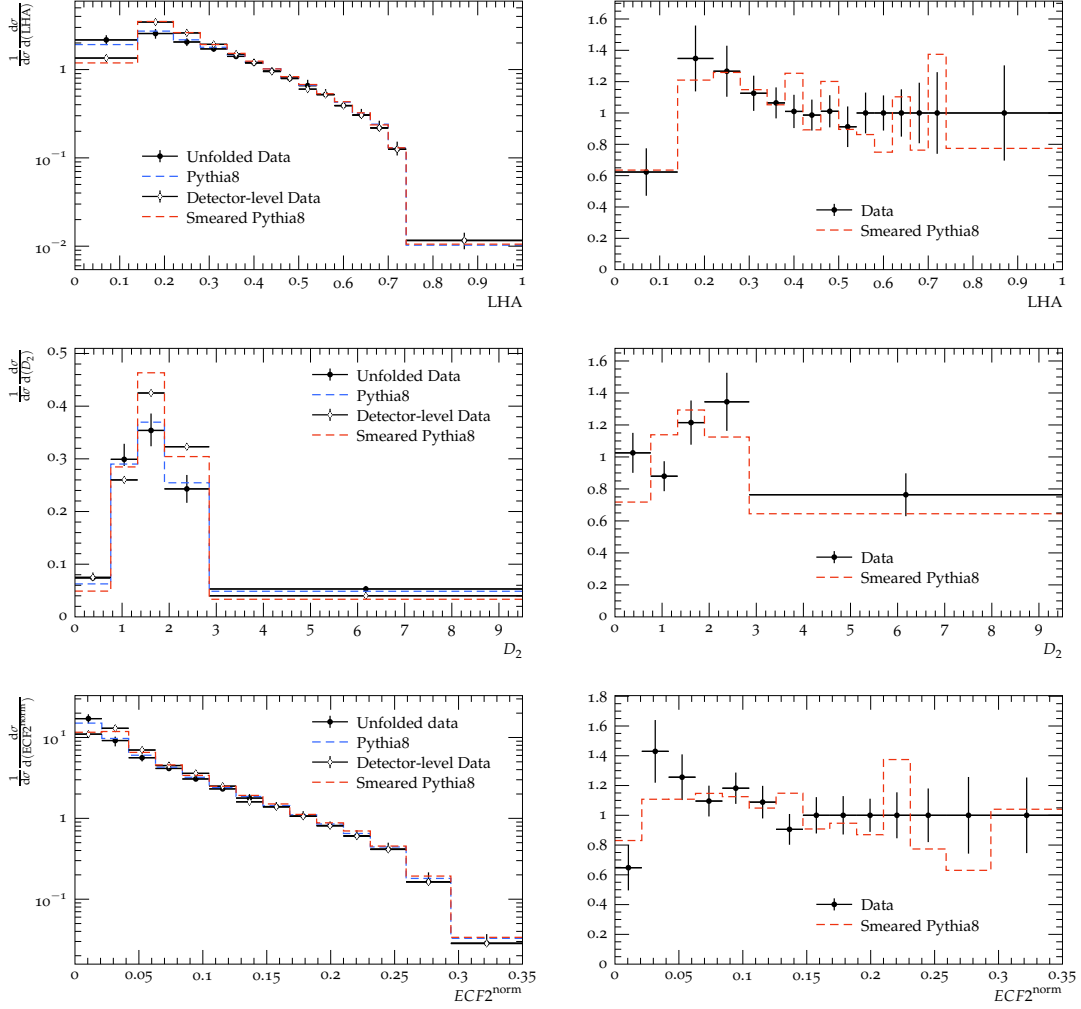 1/dσ dσ/d(LHA)
1
10⁻¹
10⁻²
Unfolded Data
Pythia8
Detector-level Data
Smeared Pythia8
0 0.1 0.2 0.3 0.4 0.5 0.6 0.7 0.8 0.9 1
LHA
1.6
1.4
1.2
1
0.8
0.6
0.4
0.2
0
Data
Smeared Pythia8
0 0.1 0.2 0.3 0.4 0.5 0.6 0.7 0.8 0.9 1
LHA
1/dσ dσ/d(D₂)
0.5
0.4
0.3
0.2
0.1
0
Unfolded Data
Pythia8
Detector-level Data
Smeared Pythia8
0 1 2 3 4 5 6 7 8 9
D₂
1.6
1.4
1.2
1
0.8
0.6
0.4
0.2
0
Data
Smeared Pythia8
0 1 2 3 4 5 6 7 8 9
D₂
1/dσ dσ/d(ECF2ⁿᵒʳᵐ)
10¹
1
10⁻¹
Unfolded data
Pythia8
Detector-level Data
Smeared Pythia8
0 0.05 0.1 0.15 0.2 0.25 0.3 0.35
ECF2ⁿᵒʳᵐ
1.8
1.6
1.4
1.2
1
0.8
0.6
0.4
0.2
0
Data
Smeared Pythia8
0 0.05 0.1 0.15 0.2 0.25 0.3 0.35
ECF2ⁿᵒʳᵐ